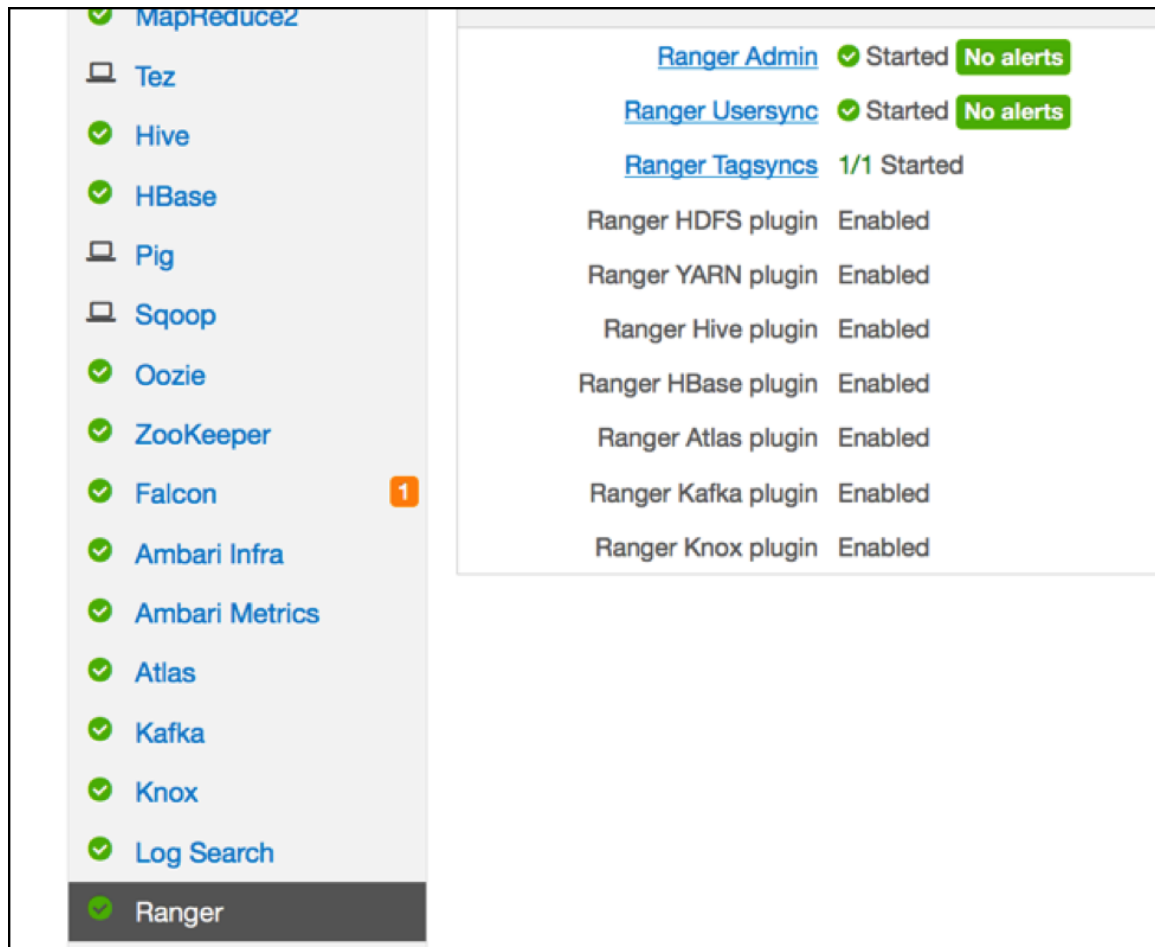 MapReduce2
Tez
Hive
HBase
Pig
Sqoop
Oozie
ZooKeeper
Falcon 1
Ambari Infra
Ambari Metrics
Atlas
Kafka
Knox
Log Search
Ranger
Ranger Admin Started No alerts
Ranger Usersync Started No alerts
Ranger Tagsyncs 1/1 Started
Ranger HDFS plugin Enabled
Ranger YARN plugin Enabled
Ranger Hive plugin Enabled
Ranger HBase plugin Enabled
Ranger Atlas plugin Enabled
Ranger Kafka plugin Enabled
Ranger Knox plugin Enabled